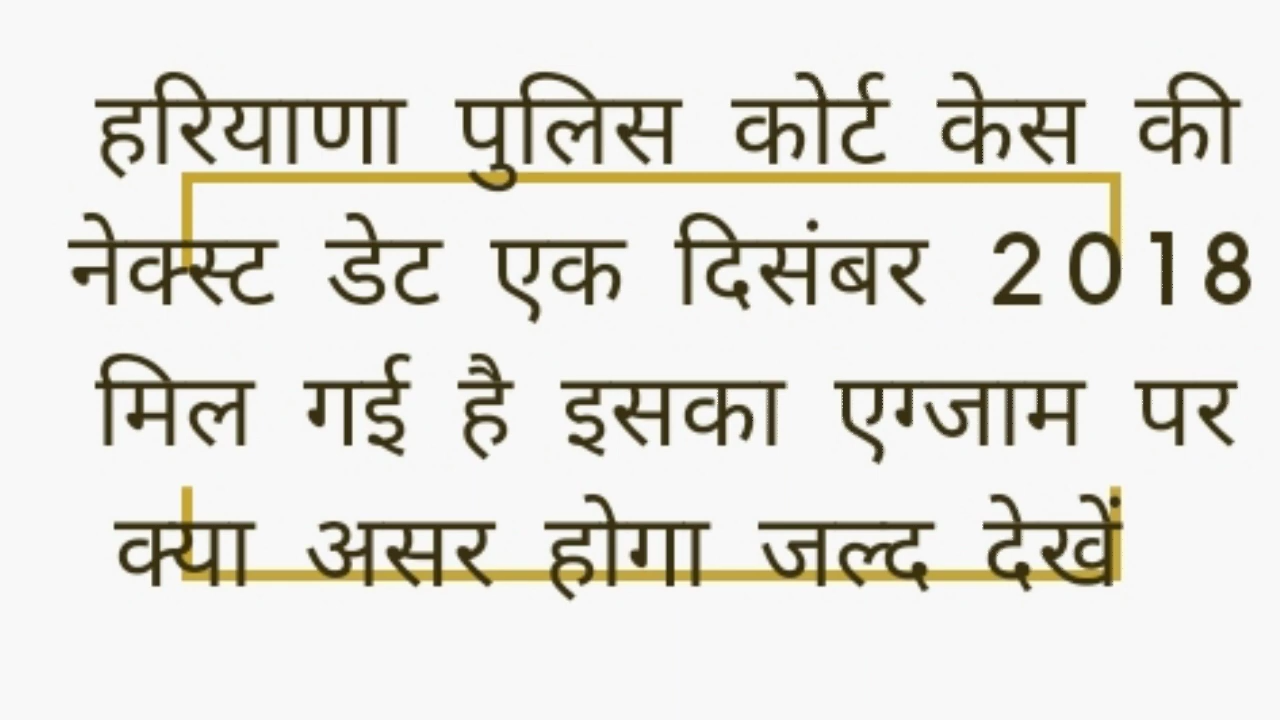 हरियाणा पुलिस कोर्ट केस की
नेक्स्ट डेट एक दिसंबर 2018
मिल गई है इसका एग्जाम पर
क्या असर होगा जल्द देखें